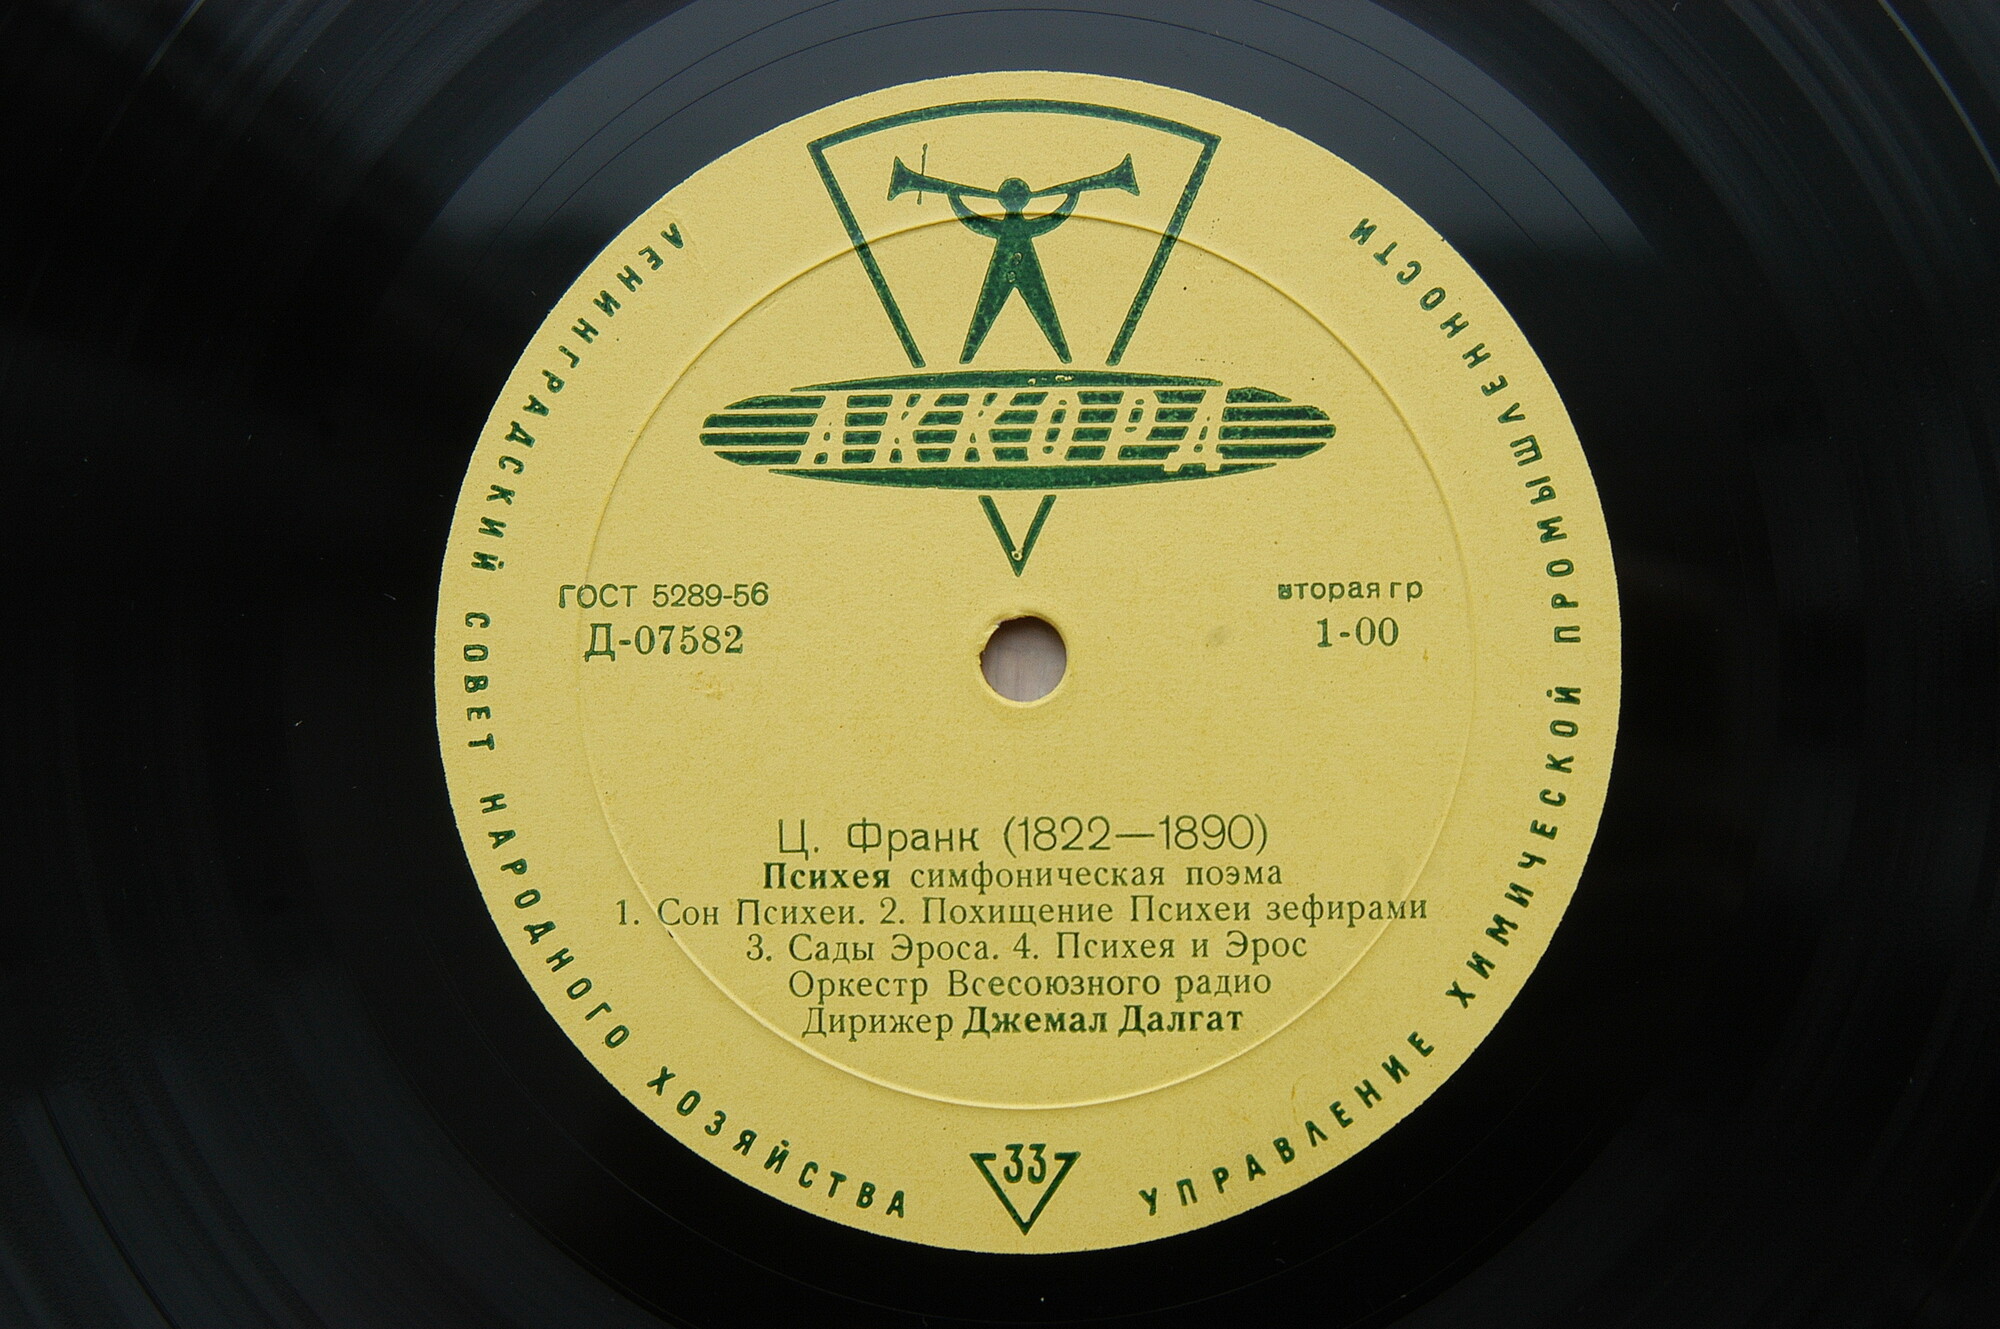 АККОРД
ЛЕНИНГРАДСКИЙ СОВЕТ НАРОДНОГО ХОЗЯЙСТВА
УПРАВЛЕНИЕ ХИМИЧЕСКОЙ ПРОМЫШЛЕННОСТИ
ГОСТ 5289-56
Д-07582
вторая гр
1-00
Ц. Франк (1822—1890)
Психея симфоническая поэма
1. Сон Психеи. 2. Похищение Психеи зефирами
3. Сады Эроса. 4. Психея и Эрос
Оркестр Всесоюзного радио
Дирижер Джемал Далгат
33